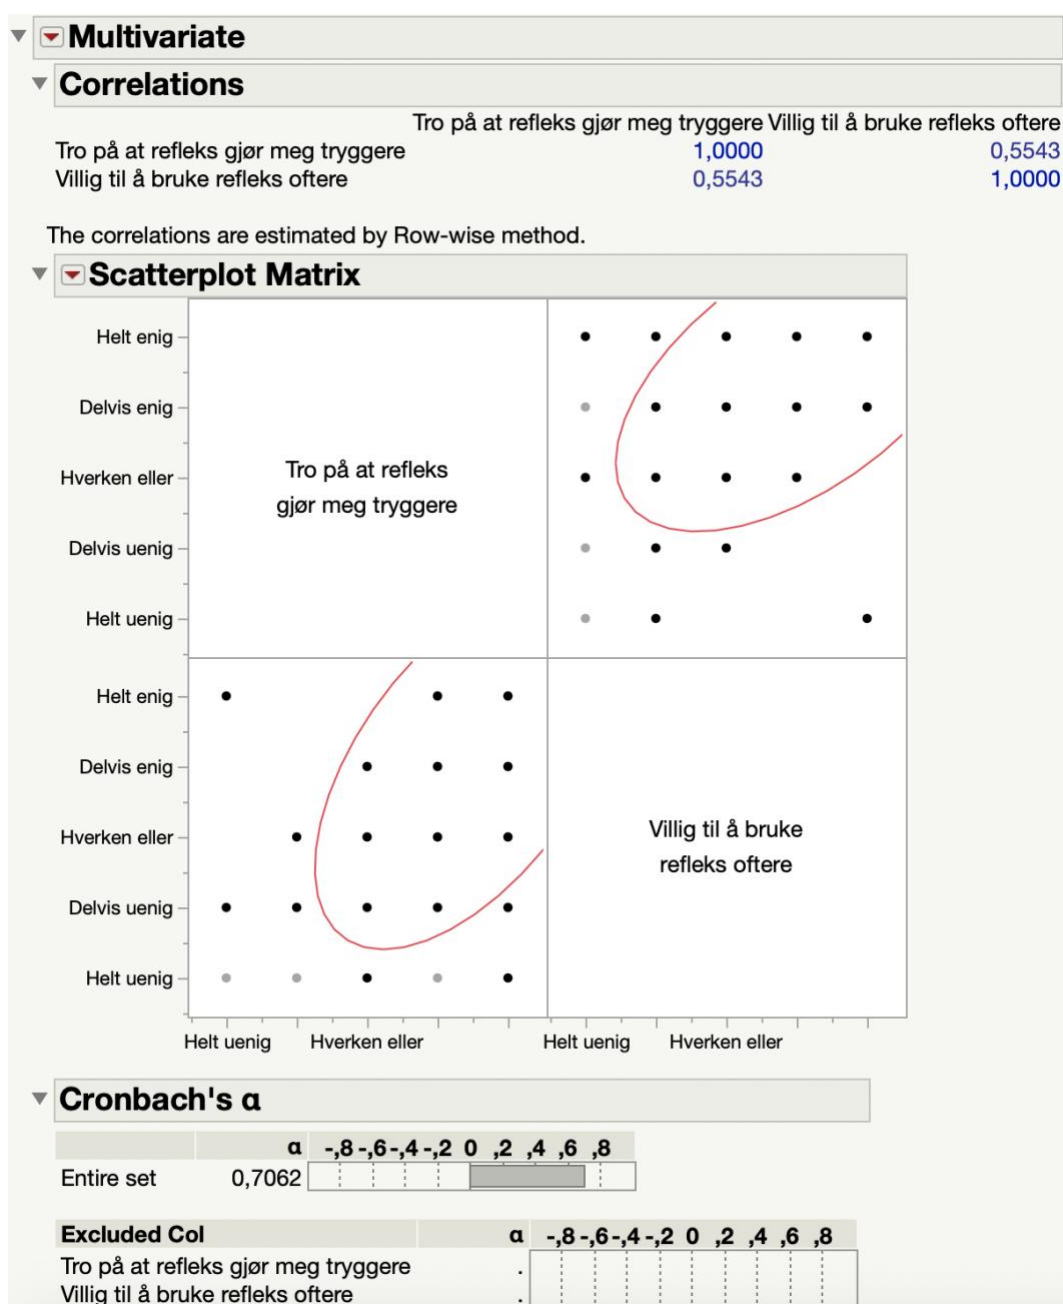 Multivariate
Correlations
Tro på at refleks gjør meg tryggere Villig til å bruke refleks oftere
Tro på at refleks gjør meg tryggere 1,0000 0,5543
Villig til å bruke refleks oftere 0,5543 1,0000
The correlations are estimated by Row-wise method.
Scatterplot Matrix
Helt enig
Delvis enig
Hverken eller
Delvis uenig
Helt uenig
Tro på at refleks
gjør meg tryggere
Helt enig
Delvis enig
Hverken eller
Delvis uenig
Helt uenig
Villig til å bruke
refleks oftere
Helt uenig Hverken eller Helt uenig Hverken eller
Cronbach's α
α -,8 -,6 -,4 -,2 0 ,2 ,4 ,6 ,8
Entire set 0,7062
Excluded Col α -,8 -,6 -,4 -,2 0 ,2 ,4 ,6 ,8
Tro på at refleks gjør meg tryggere .
Villig til å bruke refleks oftere .